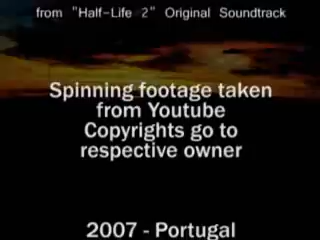 from "Half-Life 2" Original Soundtrack
Spinning footage taken
from Youtube
Copyrights go to
respective owner
2007 - Portugal